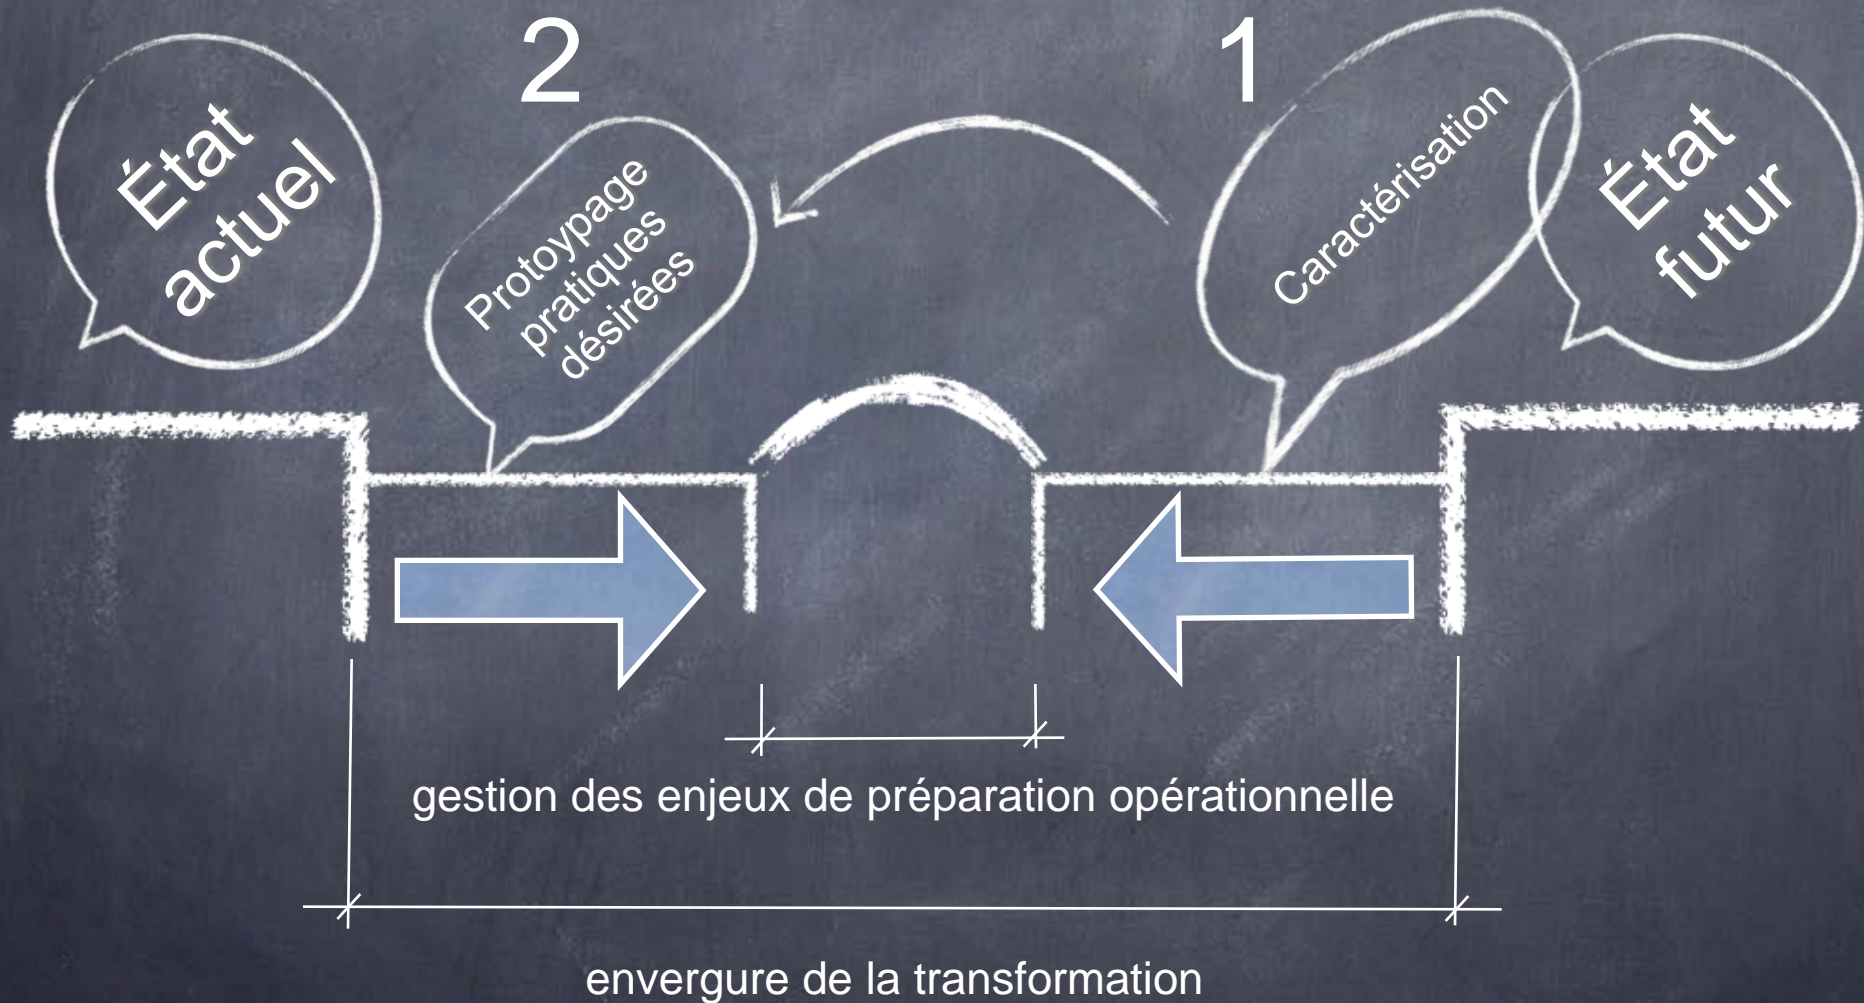 2
1
État
actuel
Protoypage
pratiques
désirées
Caractérisation
État
futur
gestion des enjeux de préparation opérationnelle
envergure de la transformation